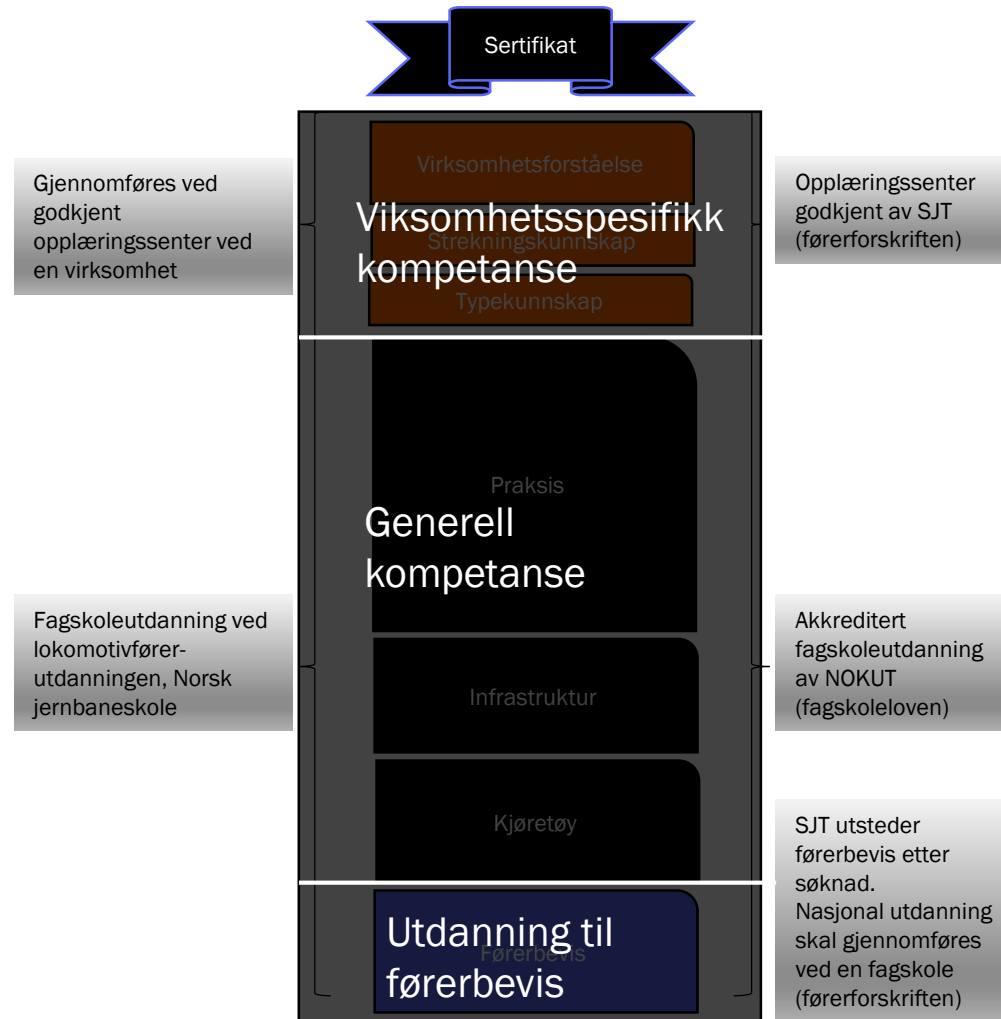 Sertifikat
Gjennomføres ved
godkjent
opplæringssenter ved
en virksomhet
Virksomhetsforståelse
Viksomhetsspesifikk
Strekningskunnskap
kompetanse
Typekunnskap
Opplæringssenter
godkjent av SJT
(førerforskriften)
Praksis
Generell
kompetanse
Fagskoleutdanning ved
lokomotivfører-
utdanningen, Norsk
jernbaneskole
Infrastruktur
Akkreditert
fagskoleutdanning
av NOKUT
(fagskoleloven)
Kjøretøy
Utdanning til
Førerbevis
førerbevis
SJT utsteder
førerbevis etter
søknad.
Nasjonal utdanning
skal gjennomføres
ved en fagskole
(førerforskriften)